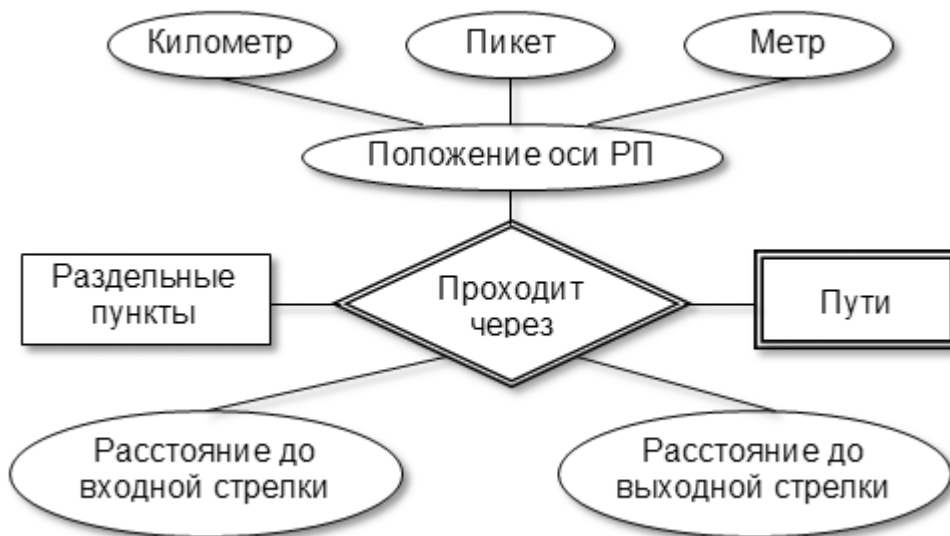 Километр
Пикет
Метр
Положение оси РП
Раздельные
пункты
Проходит
через
Пути
Расстояние до
входной стрелки
Расстояние до
выходной стрелки